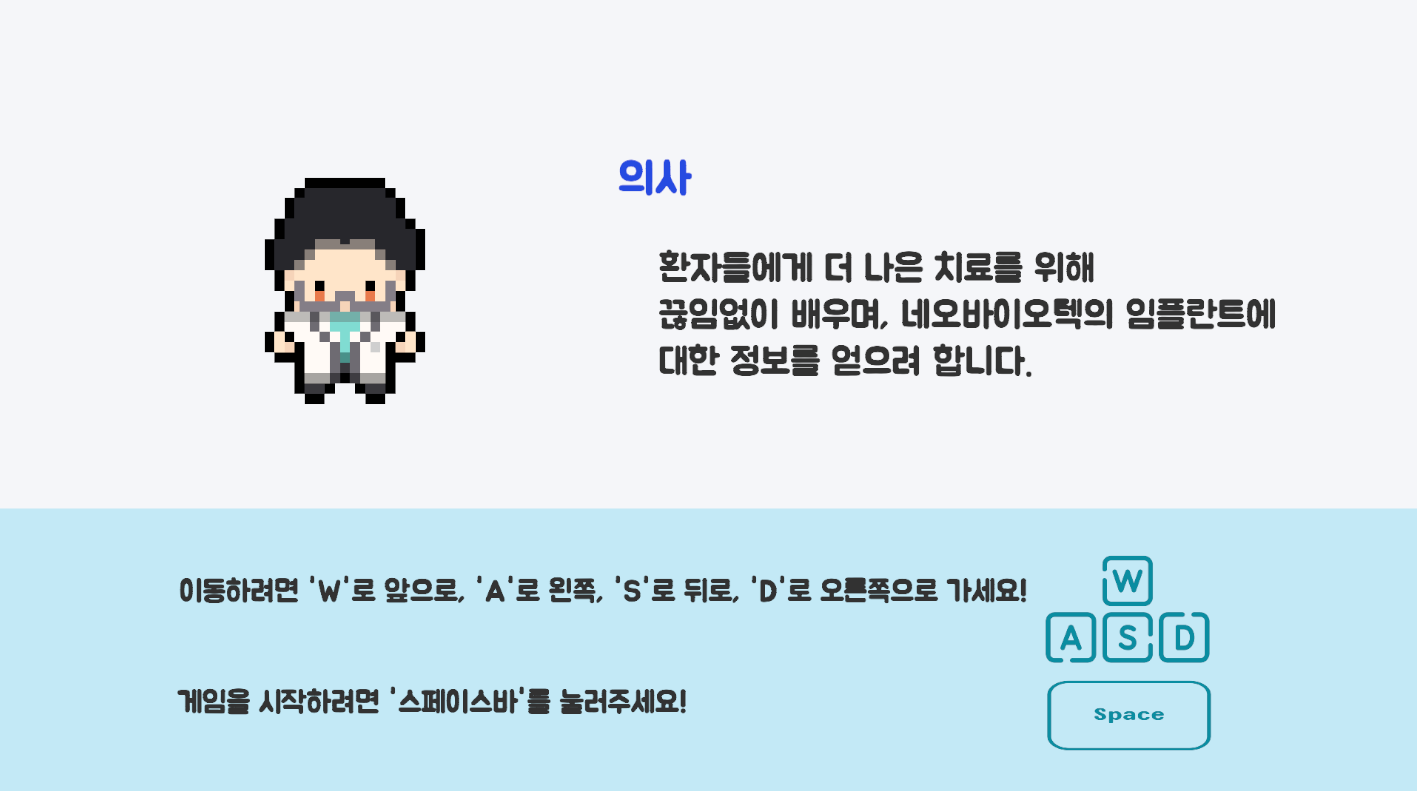 의사
환자들에게 더 나은 치료를 위해
끊임없이 배우며, 네오바이오텍의 임플란트에
대한 정보를 얻으려 합니다.
이동하려면 'W'로 앞으로, 'A'로 왼쪽, 'S'로 뒤로, 'D'로 오른쪽으로 가세요!
W
A S D
게임을 시작하려면 '스페이스바'를 눌러주세요!
Space